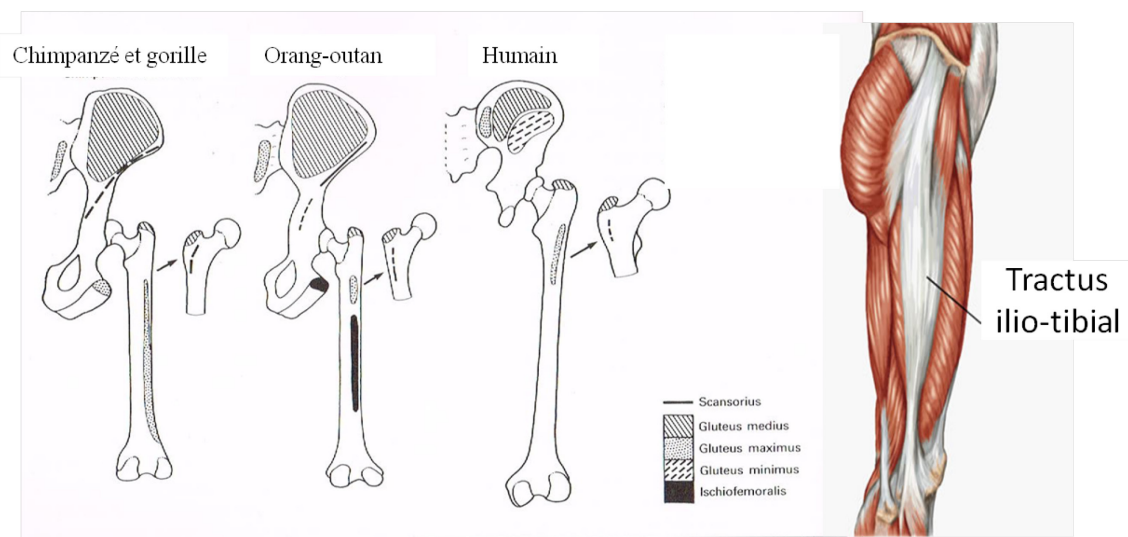 Chimpanzé et gorille
Orang-outan
Humain
Tractus
ilio-tibial
Scansorius
Gluteus medius
Gluteus maximus
Gluteus minimus
Ischiofemoralis